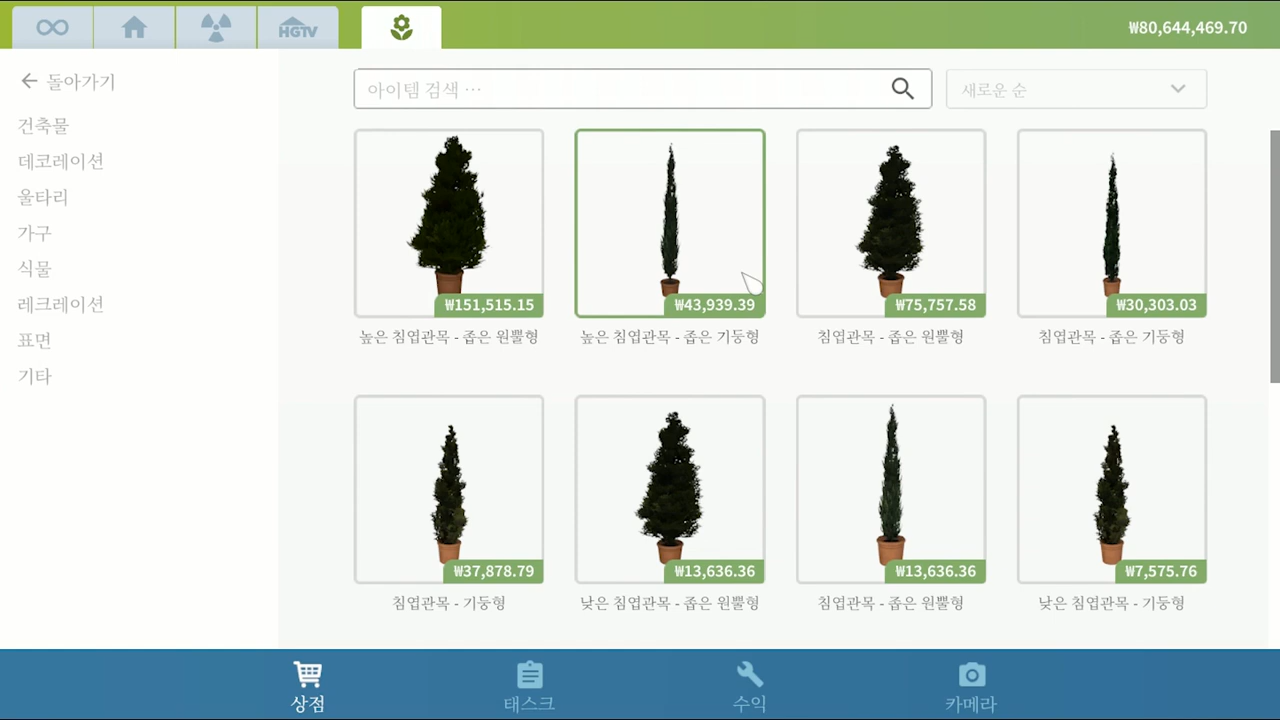 HGTV
₩80,644,469.70
돌아가기
아이템 검색 …
새로운 순
건축물
데코레이션
울타리
가구
식물
레크레이션
표면
기타
₩151,515.15
₩43,939.39
₩75,757.58
₩30,303.03
높은 침엽관목 - 좁은 원뿔형
높은 침엽관목 - 좁은 기둥형
침엽관목 - 좁은 원뿔형
침엽관목 - 좁은 기둥형
₩37,878.79
₩13,636.36
₩13,636.36
₩7,575.76
침엽관목 - 기둥형
낮은 침엽관목 - 좁은 원뿔형
침엽관목 - 좁은 원뿔형
낮은 침엽관목 - 기둥형
상점
태스크
수익
카메라